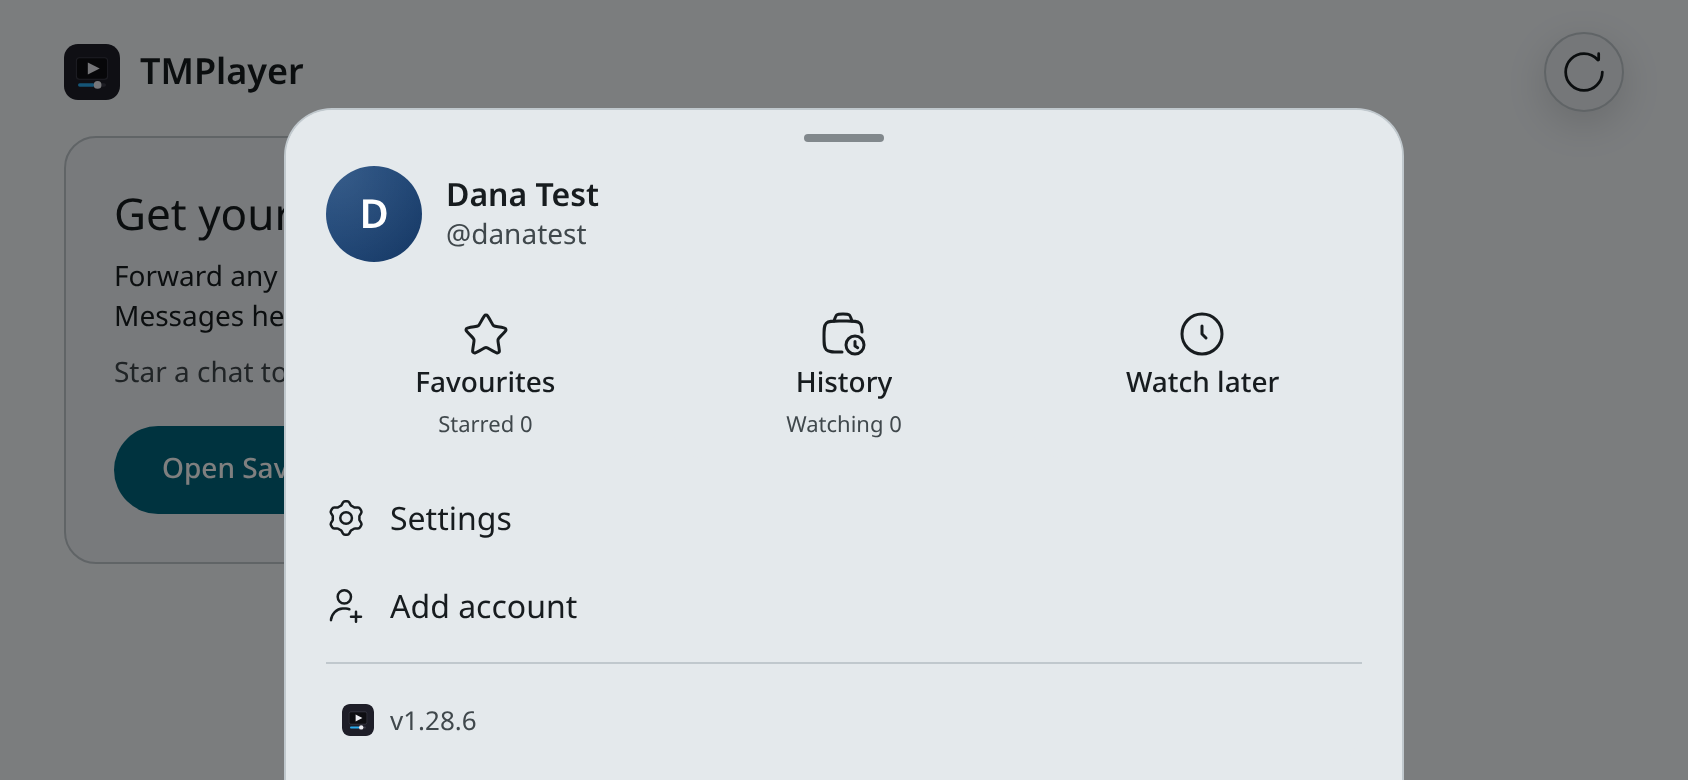 TMPlayer
Get your
Forward any
Messages he
Star a chat to
Open Sav
D
Dana Test
@danatest
Favourites
Starred 0
History
Watching 0
Watch later
Settings
Add account
v1.28.6